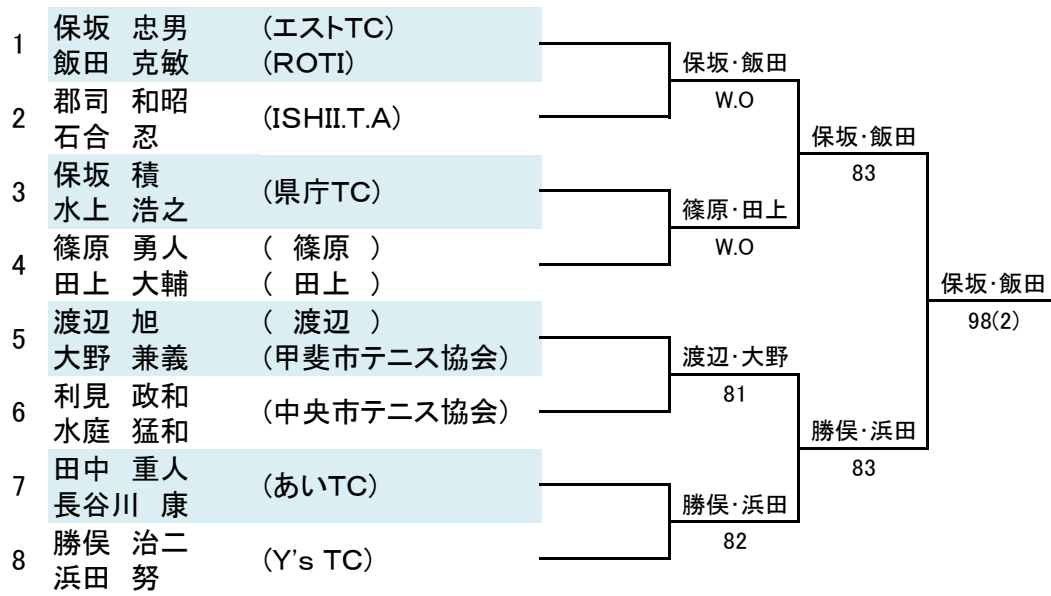 1
保坂 忠男 (エストTC)
飯田 克敏 (ROTI)
2
郡司 和昭
石合 忍
(ISHII.T.A)
3
保坂 積
水上 浩之
(県庁TC)
4
篠原 勇人 ( 篠原 )
田上 大輔 ( 田上 )
5
渡辺 旭 ( 渡辺 )
大野 兼義 (甲斐市テニス協会)
6
利見 政和
水庭 猛和
(中央市テニス協会)
7
田中 重人
長谷川 康
(あいTC)
8
勝俣 治二
浜田 努
(Y's TC)
保坂・飯田
W.O
篠原・田上
W.O
渡辺・大野
81
勝俣・浜田
82
保坂・飯田
83
勝俣・浜田
83
保坂・飯田
98(2)